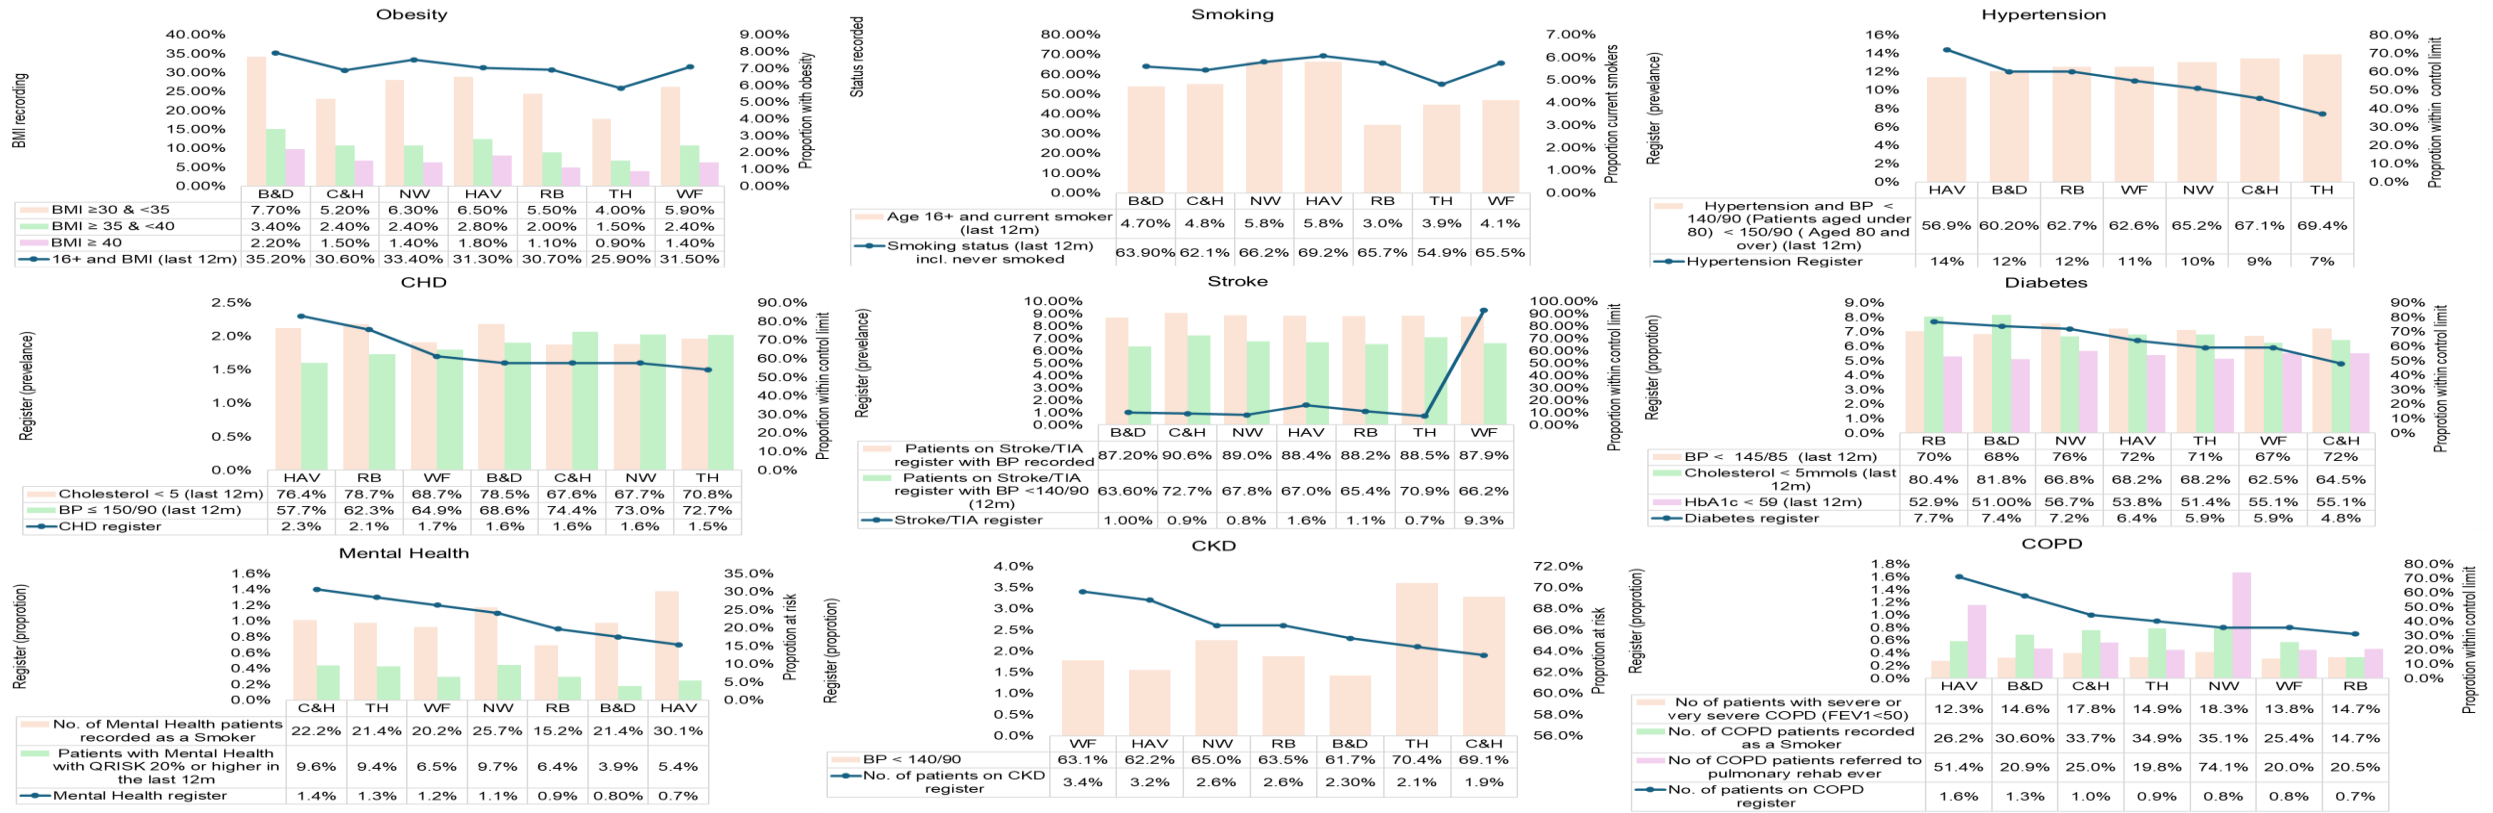 Obesity
BMI recrording
40.00%
35.00%
30.00%
25.00%
20.00%
15.00%
10.00%
5.00%
0.00%
9.00%
8.00%
7.00%
6.00%
5.00%
4.00%
3.00%
2.00%
1.00%
0.00%
Proportion with obesity
B&D C&H NW HAV RB TH WF
BMI ≥30 & <35 7.70% 5.20% 6.30% 6.50% 5.50% 4.00% 5.90%
BMI ≥ 35 & <40 3.40% 2.40% 2.40% 2.80% 2.00% 1.50% 2.40%
BMI ≥ 40 2.20% 1.50% 1.40% 1.80% 1.10% 0.90% 1.40%
16+ and BMI (last 12m) 35.20% 30.60% 33.40% 31.30% 30.70% 25.90% 31.50%
Smoking
Status recorded
80.00%
70.00%
60.00%
50.00%
40.00%
30.00%
20.00%
10.00%
0.00%
7.00%
6.00%
5.00%
4.00%
3.00%
2.00%
1.00%
0.00%
Proportion current smokers
B&D C&H NW HAV RB TH WF
Age 16+ and current smoker
(last 12m)
4.70% 4.8% 5.8% 5.8% 3.0% 3.9% 4.1%
Smoking status (last 12m)
incl. never smoked
63.90% 62.1% 66.2% 69.2% 65.7% 54.9% 65.5%
Hypertension
Register (prevelance)
16%
14%
12%
10%
8%
6%
4%
2%
0%
80.0%
70.0%
60.0%
50.0%
40.0%
30.0%
20.0%
10.0%
0.0%
Proprotion within control limit
HAV B&D RB WF NW C&H TH
Hypertension and BP <
140/90 (Patients aged under
80) < 150/90 ( Aged 80 and
over) (last 12m)
56.9% 60.20% 62.7% 62.6% 65.2% 67.1% 69.4%
Hypertension Register 14% 12% 12% 11% 10% 9% 7%
CHD
Register (prevelance)
2.5%
2.0%
1.5%
1.0%
0.5%
0.0%
90.0%
80.0%
70.0%
60.0%
50.0%
40.0%
30.0%
20.0%
10.0%
0.0%
Proportion within control limit
HAV RB WF B&D C&H NW TH
Cholesterol < 5 (last 12m) 76.4% 78.7% 68.7% 78.5% 67.6% 67.7% 70.8%
BP ≤ 150/90 (last 12m) 57.7% 62.3% 64.9% 68.6% 74.4% 73.0% 72.7%
CHD register 2.3% 2.1% 1.7% 1.6% 1.6% 1.6% 1.5%
Stroke
Register (proprotion)
10.00%
9.00%
8.00%
7.00%
6.00%
5.00%
4.00%
3.00%
2.00%
1.00%
0.00%
100.00%
90.00%
80.00%
70.00%
60.00%
50.00%
40.00%
30.00%
20.00%
10.00%
0.00%
Proportion within control limit
B&D C&H NW HAV RB TH WF
Patients on Stroke/TIA
register with BP recorded
87.20% 90.6% 89.0% 88.4% 88.2% 88.5% 87.9%
Patients on Stroke/TIA
register with BP <140/90
(12m)
63.60% 72.7% 67.8% 67.0% 65.4% 70.9% 66.2%
Stroke/TIA register 1.00% 0.9% 0.8% 1.6% 1.1% 0.7% 9.3%
Diabetes
Register (proprotion)
9.0%
8.0%
7.0%
6.0%
5.0%
4.0%
3.0%
2.0%
1.0%
0.0%
90%
80%
70%
60%
50%
40%
30%
20%
10%
0%
Proprotion within control limit
RB B&D NW HAV TH WF C&H
BP < 145/85 (last 12m) 70% 68% 76% 72% 71% 67% 72%
Cholesterol < 5mmols (last
12m)
80.4% 81.8% 66.8% 68.2% 68.2% 62.5% 64.5%
HbA1c < 59 (last 12m) 52.9% 51.00% 56.7% 53.8% 51.4% 55.1% 55.1%
Diabetes register 7.7% 7.4% 7.2% 6.4% 5.9% 5.9% 4.8%
Mental Health
Register (proprotion)
1.6%
1.4%
1.2%
1.0%
0.8%
0.6%
0.4%
0.2%
0.0%
35.0%
30.0%
25.0%
20.0%
15.0%
10.0%
5.0%
0.0%
Proprotion at risk
C&H TH WF NW RB B&D HAV
No. of Mental Health patients
recorded as a Smoker
22.2% 21.4% 20.2% 25.7% 15.2% 21.4% 30.1%
Patients with Mental Health
with QRISK 20% or higher in
the last 12m
9.6% 9.4% 6.5% 9.7% 6.4% 3.9% 5.4%
Mental Health register 1.4% 1.3% 1.2% 1.1% 0.9% 0.80% 0.7%
CKD
Register (proprotion)
4.0%
3.5%
3.0%
2.5%
2.0%
1.5%
1.0%
0.5%
0.0%
72.0%
70.0%
68.0%
66.0%
64.0%
62.0%
60.0%
58.0%
56.0%
Proprotion at risk
WF HAV NW RB B&D TH C&H
BP < 140/90 63.1% 62.2% 65.0% 63.5% 61.7% 70.4% 69.1%
No. of patients on CKD
register
3.4% 3.2% 2.6% 2.6% 2.30% 2.1% 1.9%
COPD
Register (proprotion)
1.8%
1.6%
1.4%
1.2%
1.0%
0.8%
0.6%
0.4%
0.2%
0.0%
80.0%
70.0%
60.0%
50.0%
40.0%
30.0%
20.0%
10.0%
0.0%
Proprotion within control limit
HAV B&D C&H TH NW WF RB
No of patients with severe or
very severe COPD (FEV1<50)
12.3% 14.6% 17.8% 14.9% 18.3% 13.8% 14.7%
No. of COPD patients recorded
as a Smoker
26.2% 30.60% 33.7% 34.9% 35.1% 25.4% 14.7%
No of COPD patients referred to
pulmonary rehab ever
51.4% 20.9% 25.0% 19.8% 74.1% 20.0% 20.5%
No. of patients on COPD
register
1.6% 1.3% 1.0% 0.9% 0.8% 0.8% 0.7%